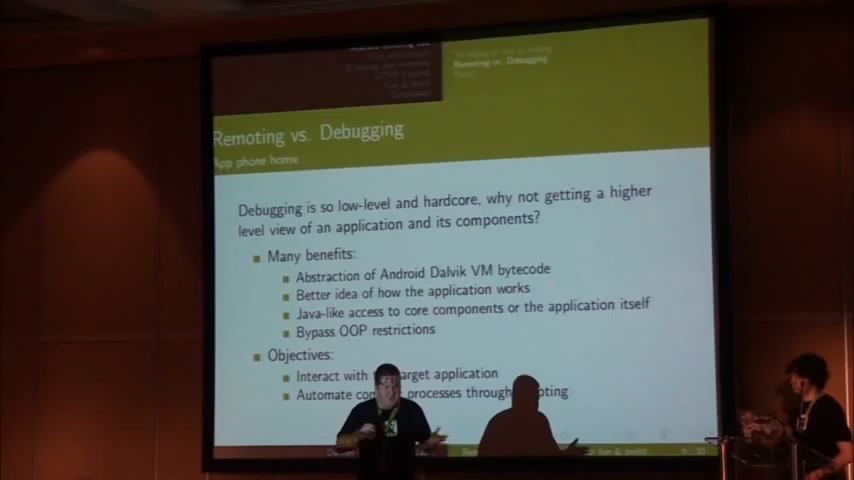 Remoting vs. Debugging
Remoting vs. Debugging
App phone home
Debugging is so low-level and hardcore, why not getting a higher
level view of an application and its components?
Many benefits:
Abstraction of Android Dalvik VM bytecode
Better idea of how the application works
Java-like access to core components or the application itself
Bypass OOP restrictions
Objectives:
Interact with target application
Automate processes through